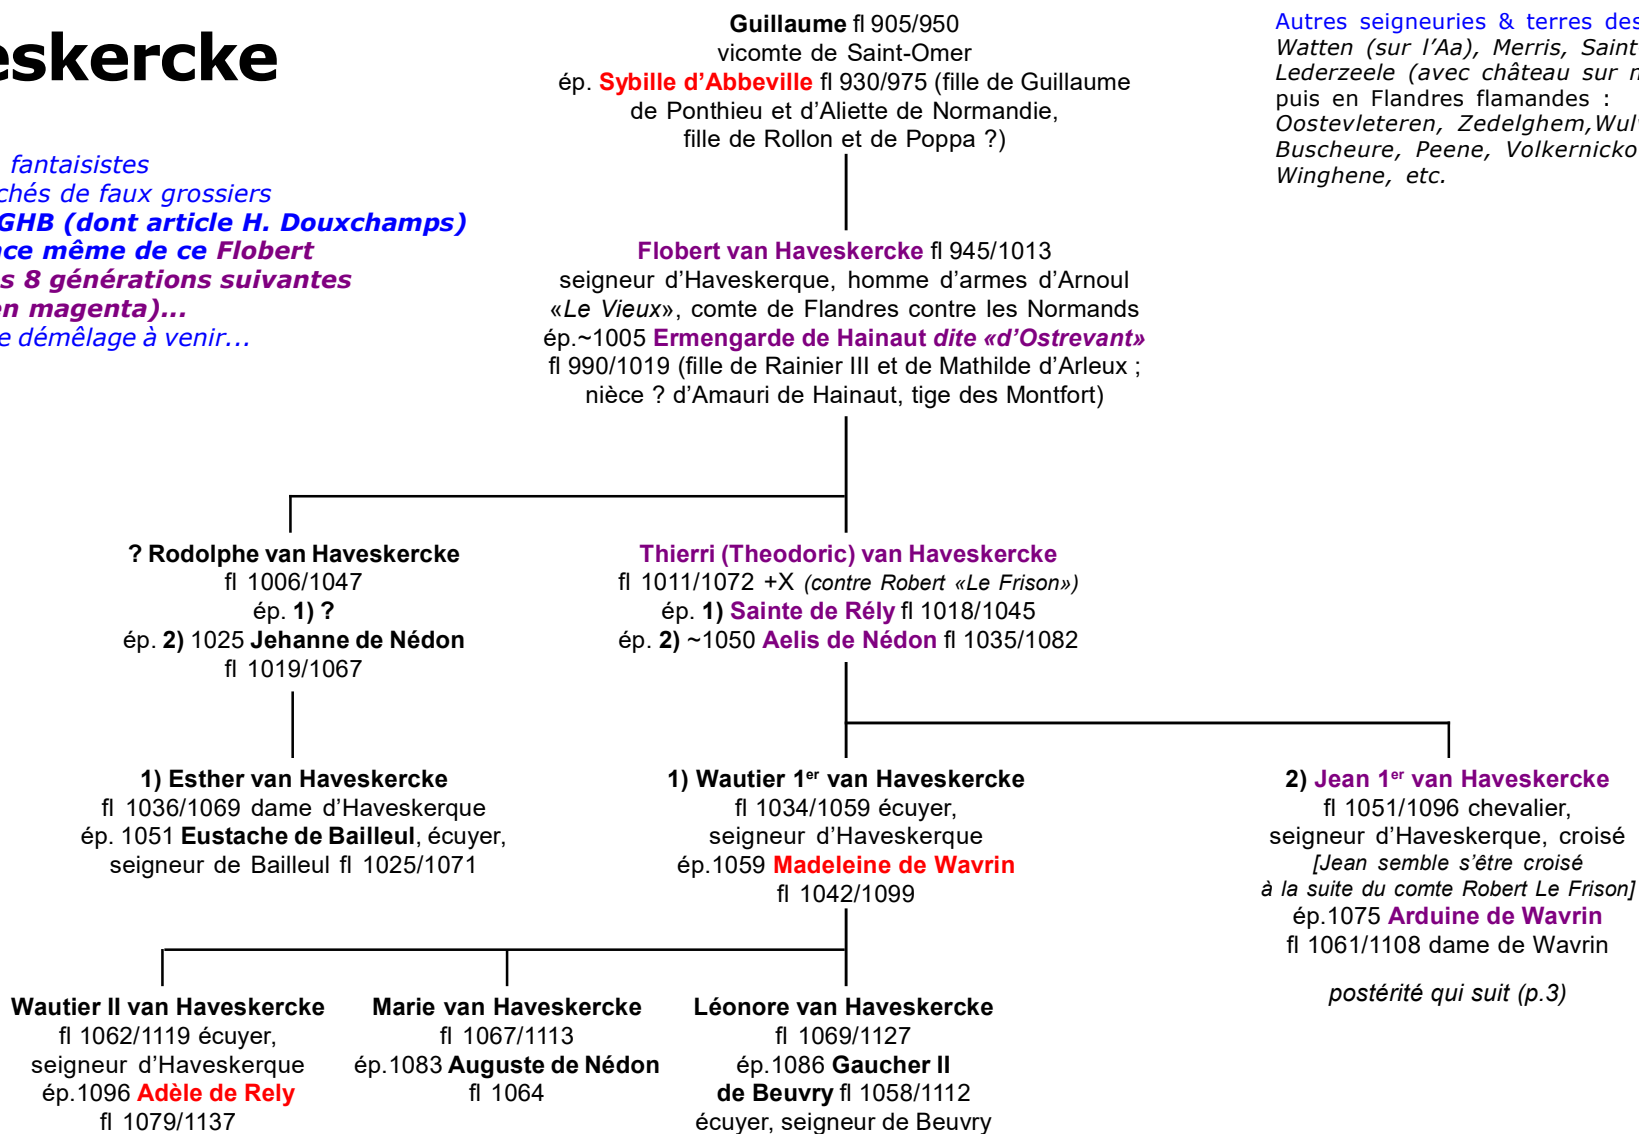 eskercke
fantaisistes
chés de faux grossiers
GHB (dont article H. Douxchamps)
ce même de ce Flobert
s 8 générations suivantes
en magenta)...
e démêlage à venir...
Guillaume fl 905/950
vicomte de Saint-Omer
ép. Sybille d'Abbeville fl 930/975 (fille de Guillaume
de Ponthieu et d'Aliette de Normandie,
fille de Rollon et de Poppa ?)
Autres seigneuries & terres des
Watten (sur l'Aa), Merris, Saint
Lederzeele (avec château sur m
puis en Flandres flamandes :
Oostevleteren, Zedelghem,Wulv
Buscheure, Peene, Volkernicko
Winghene, etc.
Flobert van Haveskercke fl 945/1013
seigneur d'Haveskerque, homme d'armes d'Arnoul
«Le Vieux», comte de Flandres contre les Normands
ép.~1005 Ermengarde de Hainaut dite «d'Ostrevant»
fl 990/1019 (fille de Rainier III et de Mathilde d'Arleux ;
nièce ? d'Amauri de Hainaut, tige des Montfort)
? Rodolphe van Haveskercke
fl 1006/1047
ép. 1) ?
ép. 2) 1025 Jehanne de Nédon
fl 1019/1067
Thierri (Theodoric) van Haveskercke
fl 1011/1072 +X (contre Robert «Le Frison»)
ép. 1) Sainte de Rély fl 1018/1045
ép. 2) ~1050 Aelis de Nédon fl 1035/1082
1) Esther van Haveskercke
fl 1036/1069 dame d'Haveskerque
ép. 1051 Eustache de Bailleul, écuyer,
seigneur de Bailleul fl 1025/1071
1) Wautier 1er van Haveskercke
fl 1034/1059 écuyer,
seigneur d'Haveskerque
ép.1059 Madeleine de Wavrin
fl 1042/1099
2) Jean 1er van Haveskercke
fl 1051/1096 chevalier,
seigneur d'Haveskerque, croisé
[Jean semble s'être croisé
à la suite du comte Robert Le Frison]
ép.1075 Arduine de Wavrin
fl 1061/1108 dame de Wavrin
postérité qui suit (p.3)
Wautier II van Haveskercke
fl 1062/1119 écuyer,
seigneur d'Haveskerque
ép.1096 Adèle de Rely
fl 1079/1137
Marie van Haveskercke
fl 1067/1113
ép.1083 Auguste de Nédon
fl 1064
Léonore van Haveskercke
fl 1069/1127
ép.1086 Gaucher II
de Beuvry fl 1058/1112
écuyer, seigneur de Beuvry